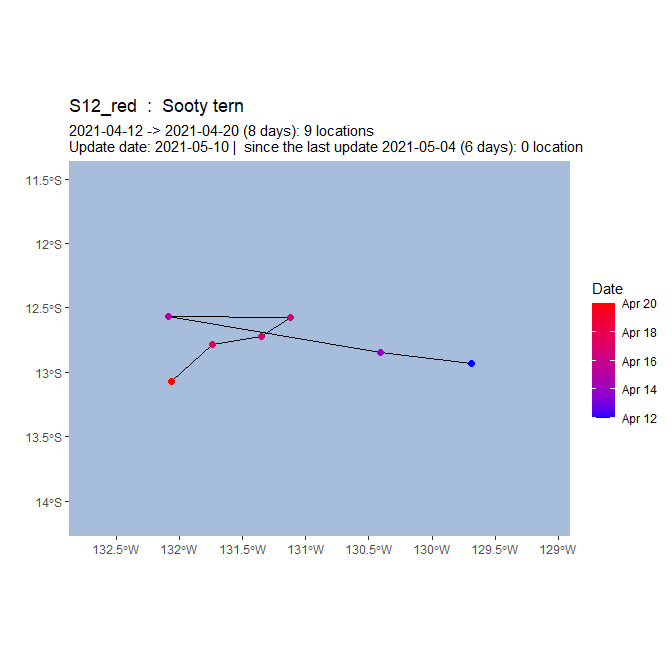 S12_red  :  Sooty tern
2021-04-12 -> 2021-04-20 (8 days): 9 locations
Update date: 2021-05-10 |  since the last update 2021-05-04 (6 days): 0 location
11.5°S
12°S
12.5°S
13°S
13.5°S
14°S
132.5°W 132°W 131.5°W 131°W 130.5°W 130°W 129.5°W 129°W
Date
Apr 20
Apr 18
Apr 16
Apr 14
Apr 12